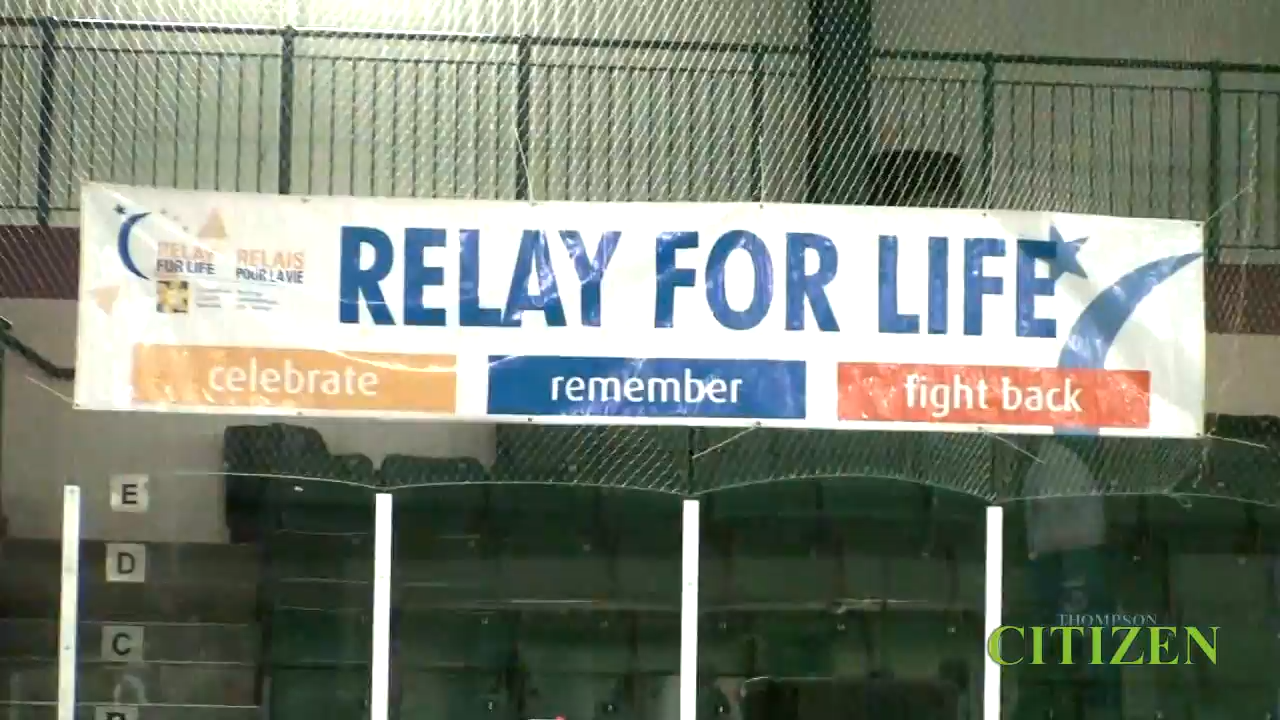 RELAY FOR LIFE
RELAY
FOR LIFE
RELAIS
POUR LA VIE
celebrate
remember
fight back
E
D
C
THOMPSON
CITIZEN